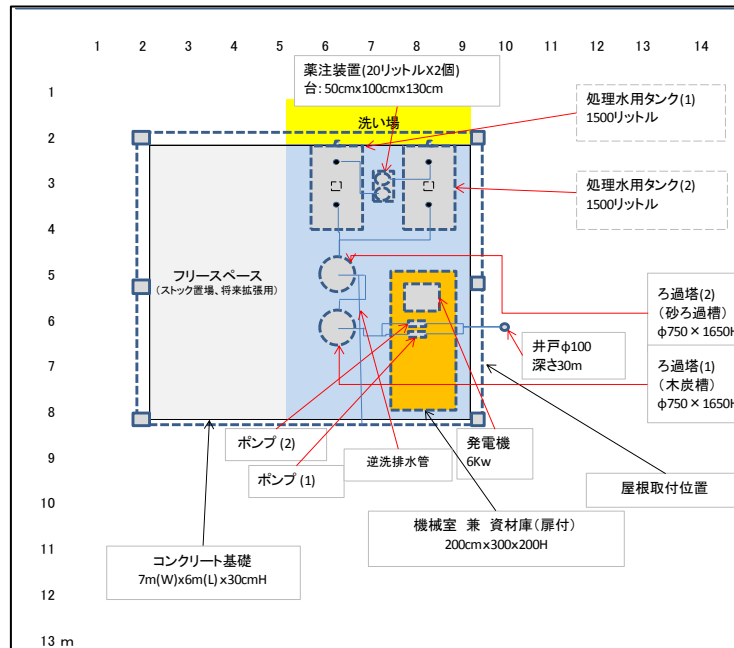 1 2 3 4 5 6 7 8 9 10 11 12 13 14
薬注装置(20リットルX2個)
台: 50cmx100cmx130cm
処理水用タンク(1)
1500リットル
1
洗い場
2
処理水用タンク(2)
1500リットル
3
4
フリースペース
(ストック置場、将来拡張用)
5
ろ過塔(2)
(砂ろ過槽)
φ750×1650H
6
井戸φ100
深さ30m
ろ過塔(1)
(木炭槽)
φ750×1650H
7
8
ポンプ(2)
逆洗排水管
発電機
6Kw
ポンプ(1)
屋根取付位置
9
10
機械室 兼 資材庫(扉付)
200cmx300x200H
11
コンクリート基礎
7m(W)x6m(L)x30cmH
12
13 m